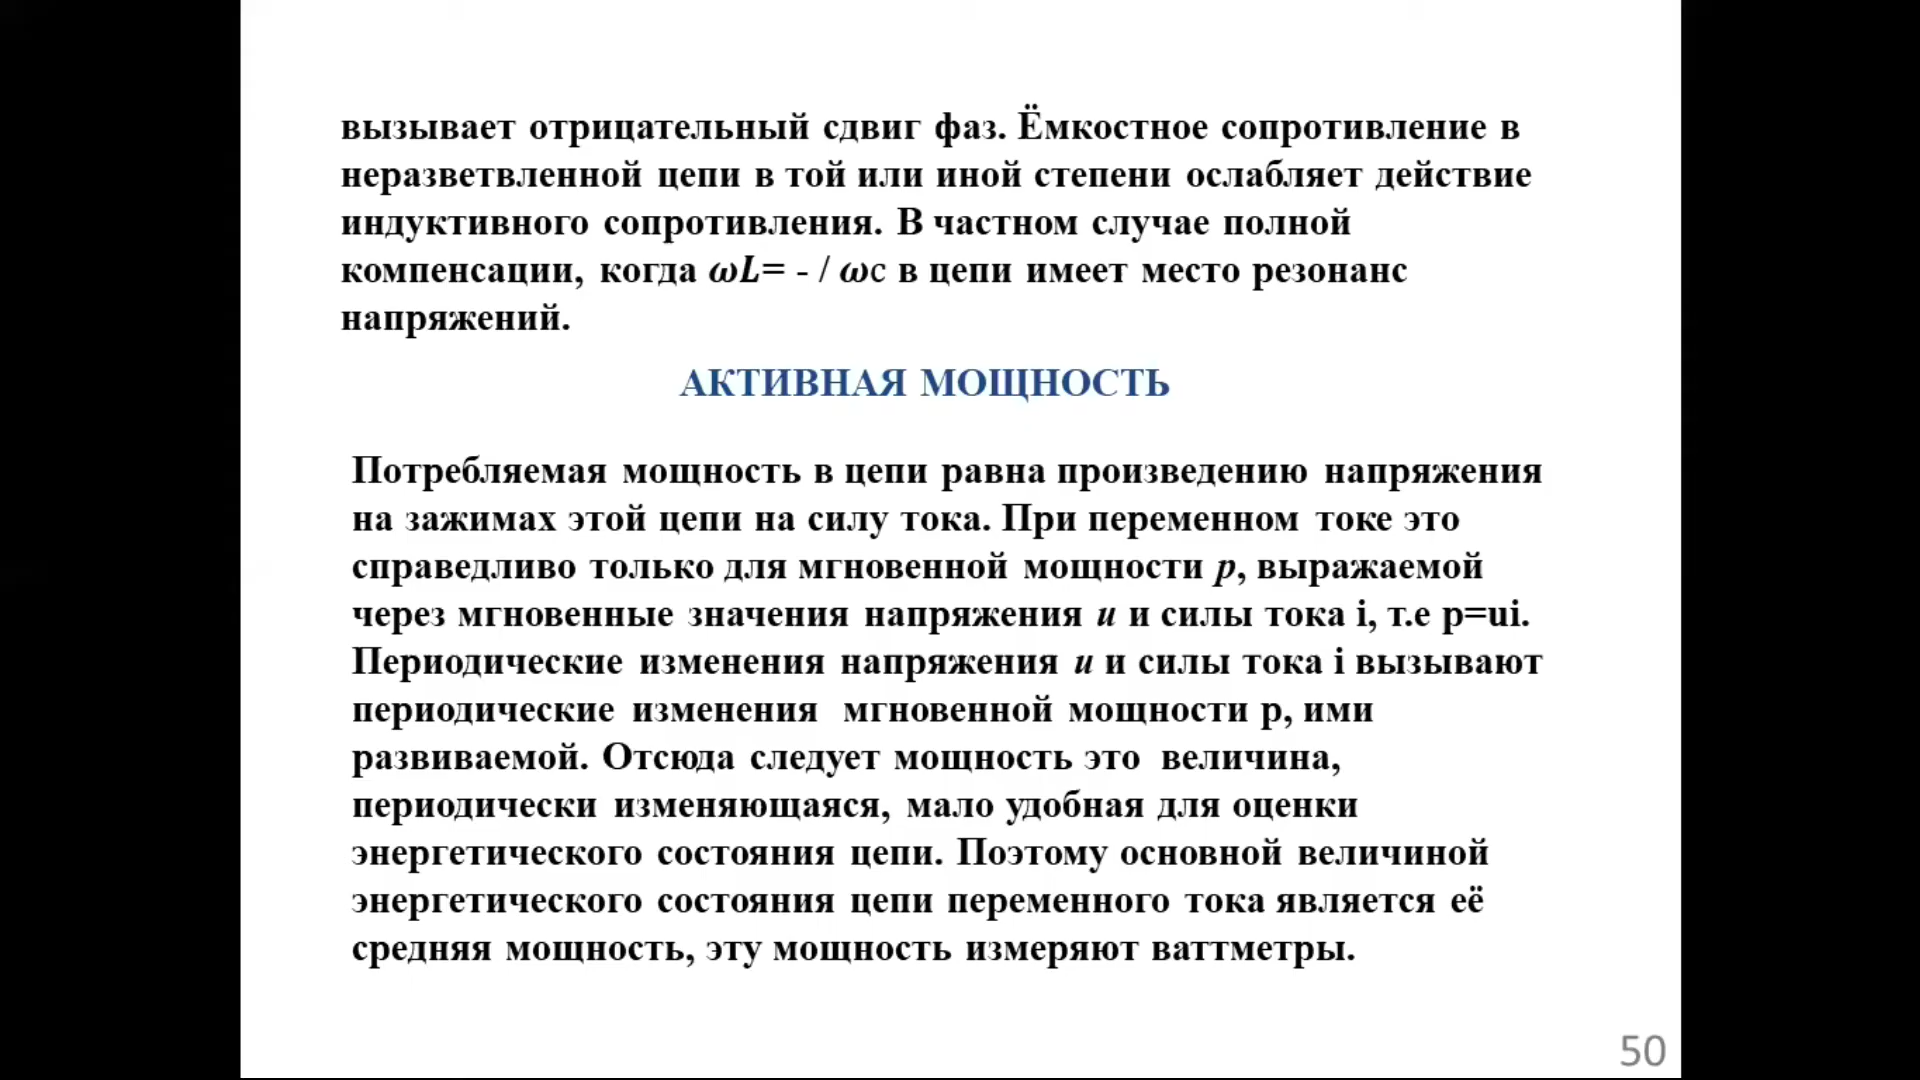 вызывает отрицательный сдвиг фаз. Ёмкостное сопротивление в
неразветвленной цепи в той или иной степени ослабляет действие
индуктивного сопротивления. В частном случае полной
компенсации, когда ωL= - / ωc в цепи имеет место резонанс
напряжений.
АКТИВНАЯ МОЩНОСТЬ
Потребляемая мощность в цепи равна произведению напряжения
на зажимах этой цепи на силу тока. При переменном токе это
справедливо только для мгновенной мощности p, выражаемой
через мгновенные значения напряжения и и силы тока i, т.е p=ui.
Периодические изменения напряжения и и силы тока i вызывают
периодические изменения мгновенной мощности p, ими
развиваемой. Отсюда следует мощность это величина,
периодически изменяющаяся, мало удобная для оценки
энергетического состояния цепи. Поэтому основной величиной
энергетического состояния цепи переменного тока является её
средняя мощность, эту мощность измеряют ваттметры.
50